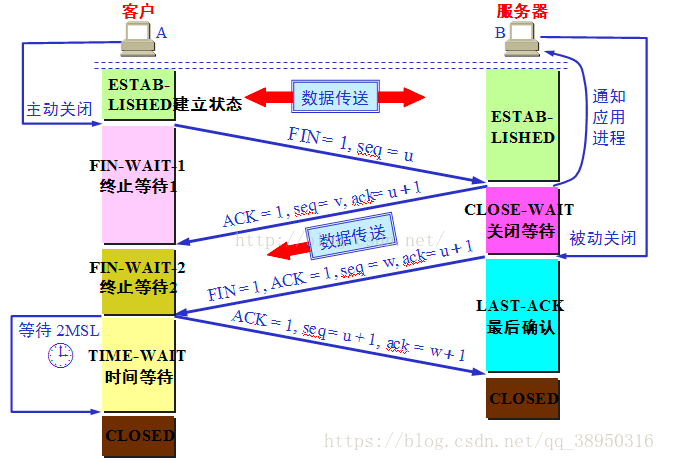 客户
服务器
A
B
ESTAB-
LISHED建立状态
数据传送
主动关闭
FIN = 1, seq = u
ESTAB-
LISHED
通知
应用
进程
FIN-WAIT-1
终止等待1
ACK = 1, seq= v, ack= u+1
CLOSE-WAIT
关闭等待
数据传送
被动关闭
FIN-WAIT-2
终止等待2
FIN = 1, ACK = 1, seq = w, ack= u+1
LAST-ACK
最后确认
等待 2MSL
ACK = 1, seq= u+1, ack = w+1
TIME-WAIT
时间等待
CLOSED
CLOSED
https://blog.csdn.net/qq_38950316